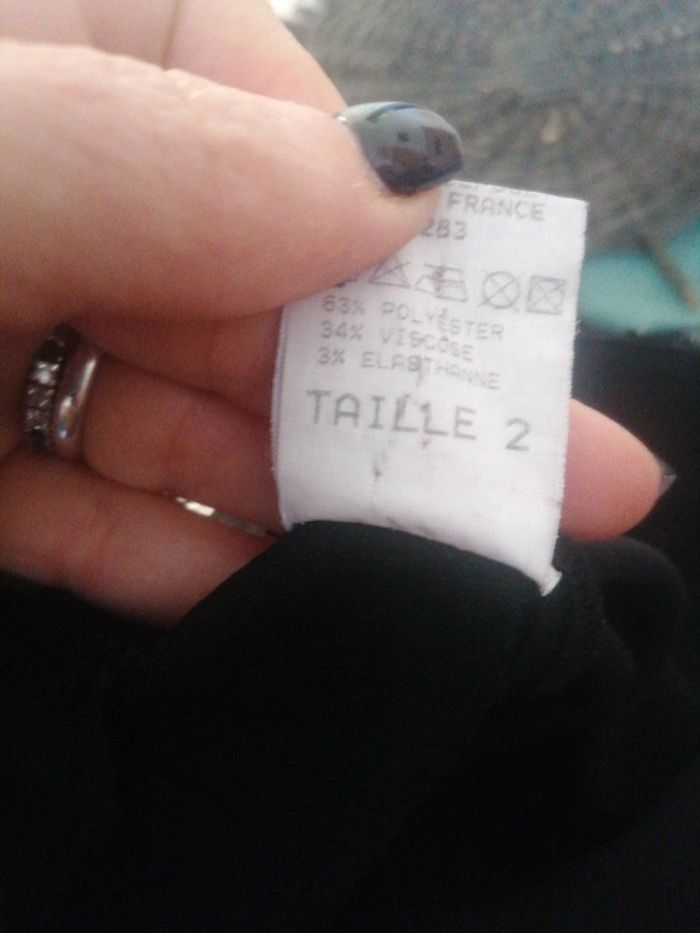 FRANCE
283
63% POLYESTER
34% VISCOSE
3% ELASTHANNE
TAILLE 2